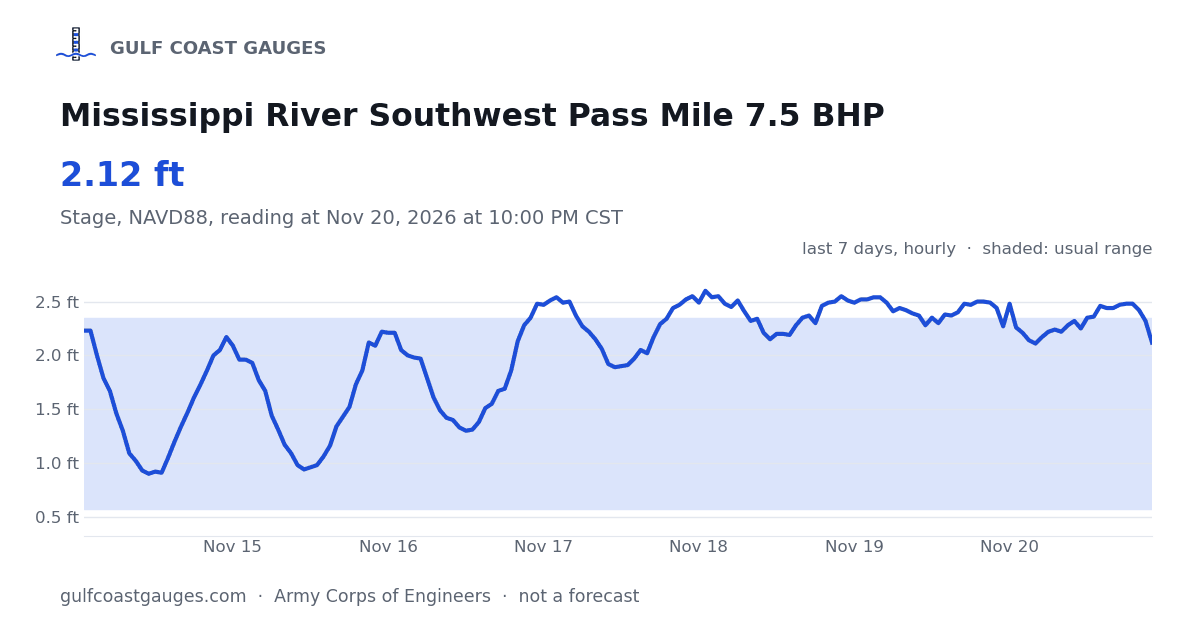 GULF COAST GAUGES
Mississippi River Southwest Pass Mile 7.5 BHP
2.12 ft
Stage, NAVD88, reading at Nov 20, 2026 at 10:00 PM CST
last 7 days, hourly · shaded: usual range
2.5 ft
2.0 ft
1.5 ft
1.0 ft
0.5 ft
Nov 15 Nov 16 Nov 17 Nov 18 Nov 19 Nov 20
gulfcoastgauges.com · Army Corps of Engineers · not a forecast